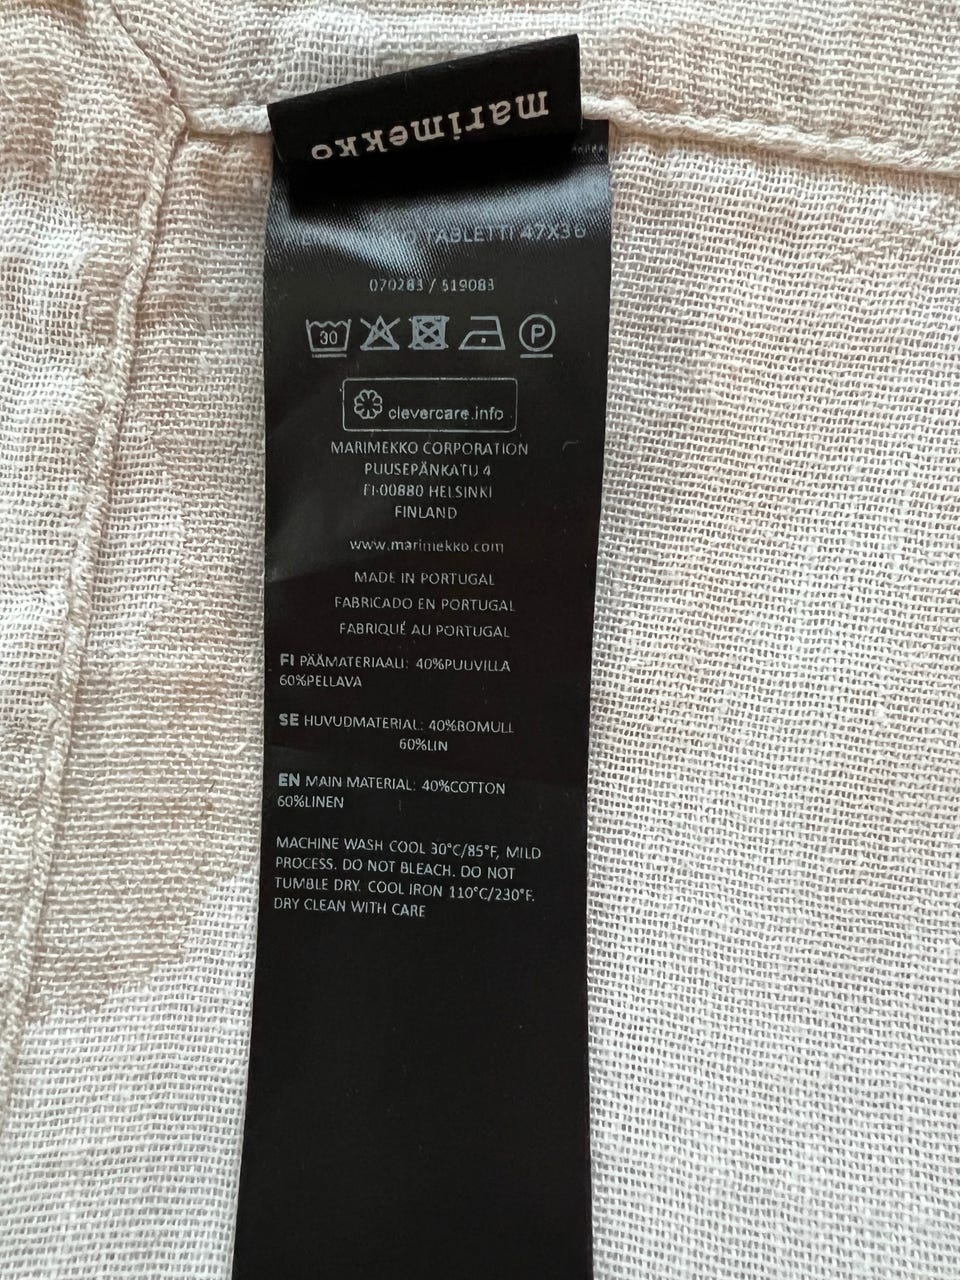 marimekko
TABLETTI 47X36
070283 / 519083
30
P
clevercare.info
MARIMEKKO CORPORATION
PUUSEPÄNKATU 4
FI-00880 HELSINKI
FINLAND
www.marimekko.com
MADE IN PORTUGAL
FABRICADO EN PORTUGAL
FABRIQUÉ AU PORTUGAL
FI PÄÄMATERIAALI: 40%PUUVILLA
60%PELLAVA
SE HUVUDMATERIAL: 40%BOMULL
60%LIN
EN MAIN MATERIAL: 40%COTTON
60%LINEN
MACHINE WASH COOL 30°C/85°F, MILD
PROCESS. DO NOT BLEACH. DO NOT
TUMBLE DRY. COOL IRON 110°C/230°F.
DRY CLEAN WITH CARE